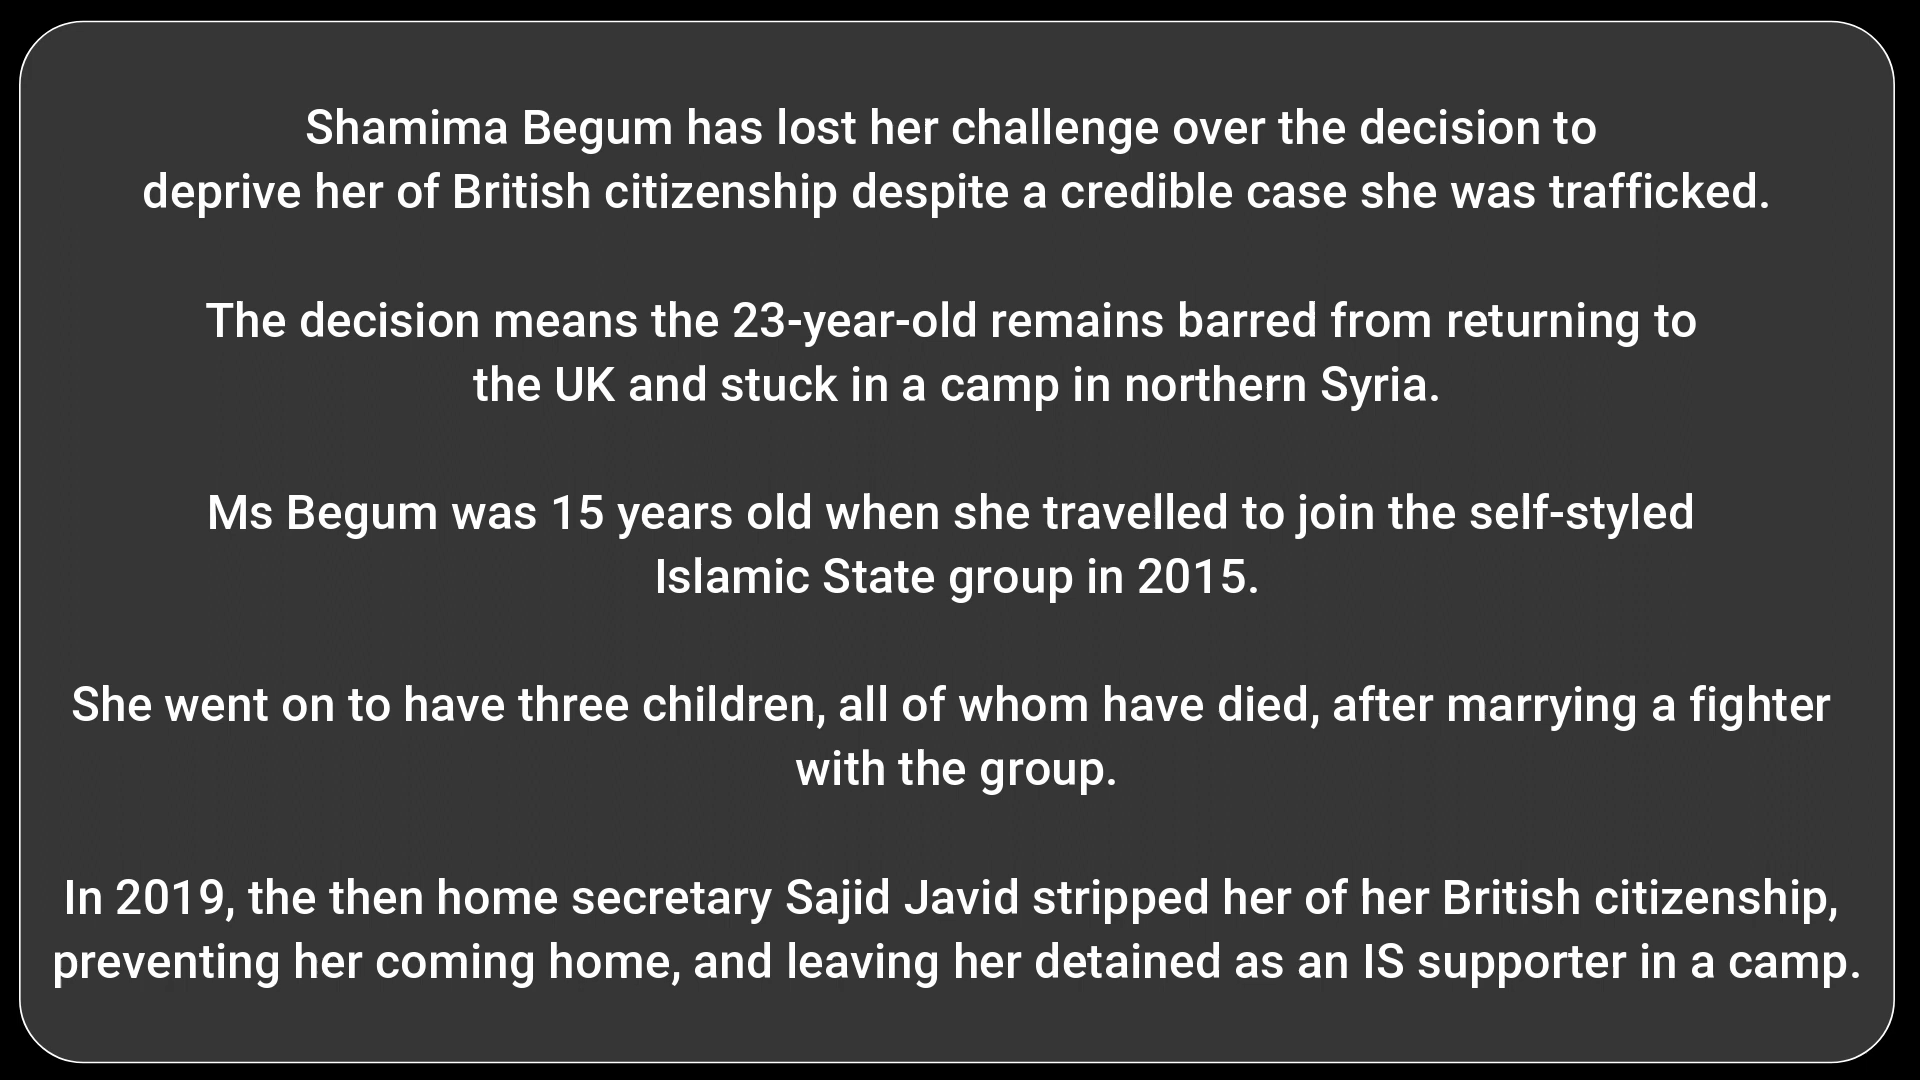 Shamima Begum has lost her challenge over the decision to
deprive her of British citizenship despite a credible case she was trafficked.
The decision means the 23-year-old remains barred from returning to
the UK and stuck in a camp in northern Syria.
Ms Begum was 15 years old when she travelled to join the self-styled
Islamic State group in 2015.
She went on to have three children, all of whom have died, after marrying a fighter
with the group.
In 2019, the then home secretary Sajid Javid stripped her of her British citizenship,
preventing her coming home, and leaving her detained as an IS supporter in a camp.